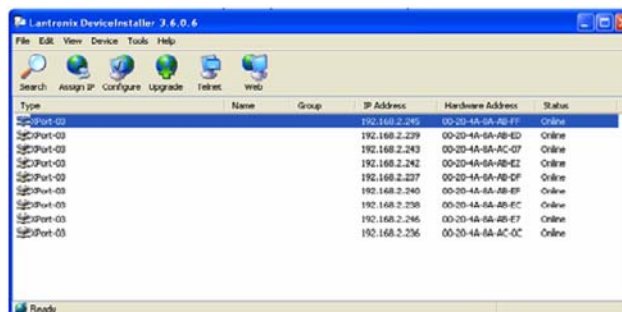 Lantronix DeviceInstaller 3.6.0.6
File Edit View Device Tools Help
Search Assign IP Configure Upgrade Telnet Web
Type Name Group IP Address Hardware Address Status
XPort-03 192.168.2.245 00-20-4A-8A-AB-FF Online
XPort-03 192.168.2.239 00-20-4A-8A-AB-ED Online
XPort-03 192.168.2.243 00-20-4A-8A-AC-07 Online
XPort-03 192.168.2.242 00-20-4A-8A-AB-E2 Online
XPort-03 192.168.2.237 00-20-4A-8A-AB-DF Online
XPort-03 192.168.2.240 00-20-4A-8A-AB-EF Online
XPort-03 192.168.2.238 00-20-4A-8A-AB-EC Online
XPort-03 192.168.2.246 00-20-4A-8A-AB-E7 Online
XPort-03 192.168.2.236 00-20-4A-8A-AC-0C Online
Ready